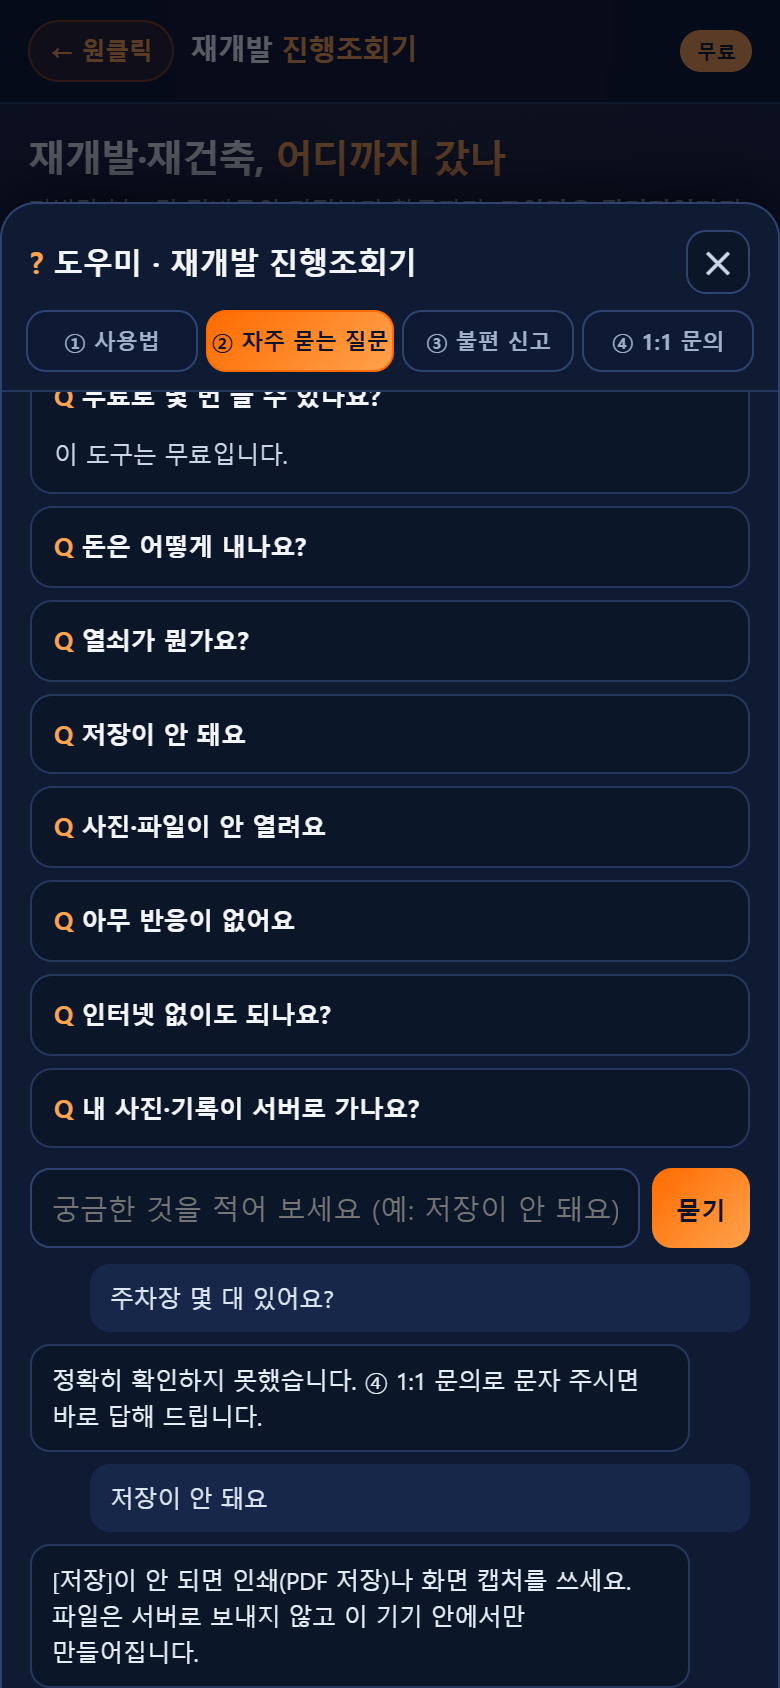 ← 원클릭
재개발 진행조회기
무료
재개발·재건축, 어디까지 갔나
? 도우미 · 재개발 진행조회기
① 사용법
② 자주 묻는 질문
③ 불편 신고
④ 1:1 문의
Q 무료로 몇 번 쓸 수 있나요?
이 도구는 무료입니다.
Q 돈은 어떻게 내나요?
Q 열쇠가 뭔가요?
Q 저장이 안 돼요
Q 사진·파일이 안 열려요
Q 아무 반응이 없어요
Q 인터넷 없이도 되나요?
Q 내 사진·기록이 서버로 가나요?
궁금한 것을 적어 보세요 (예: 저장이 안 돼요)
묻기
주차장 몇 대 있어요?
정확히 확인하지 못했습니다. ④ 1:1 문의로 문자 주시면
바로 답해 드립니다.
저장이 안 돼요
[저장]이 안 되면 인쇄(PDF 저장)나 화면 캡처를 쓰세요.
파일은 서버로 보내지 않고 이 기기 안에서만
만들어집니다.